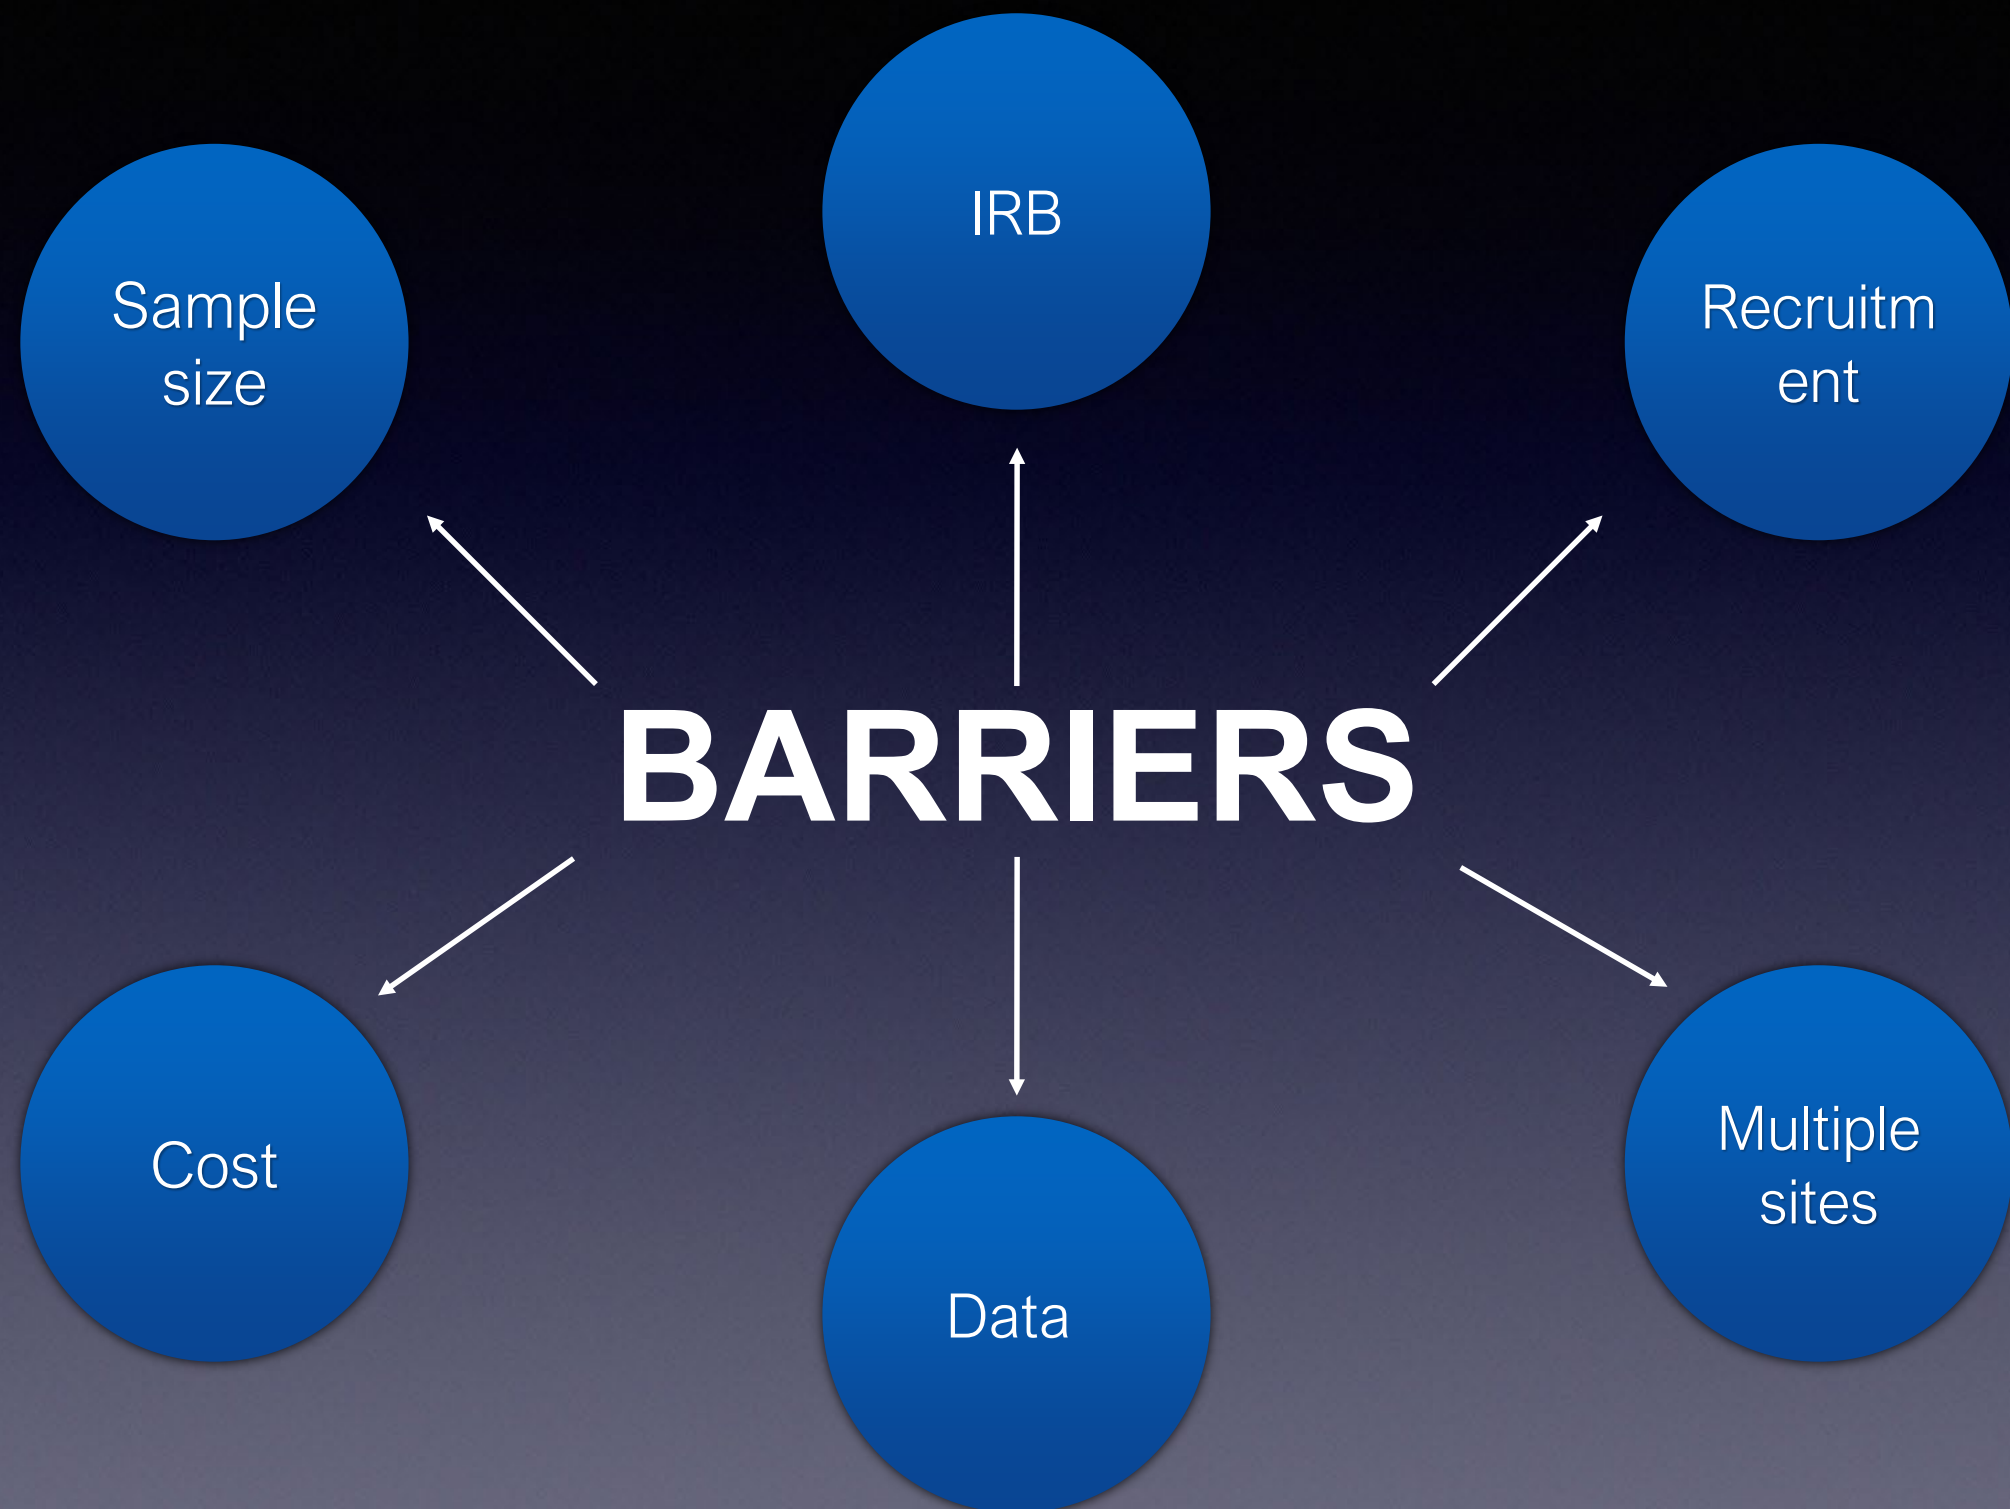 IRB
Sample
size
Recruitm
ent
BARRIERS
Cost
Multiple
sites
Data